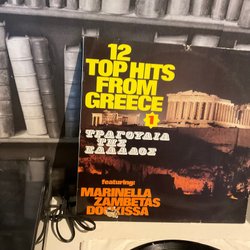 12
TOP HITS
FROM
GREECE
1
ΤΡΑΓΟΥΔΙΑ
ΤΗΣ
ΕΛΛΑΔΟΣ
featuring:
MARINELLA
ZAMBETAS
DOUKISSA